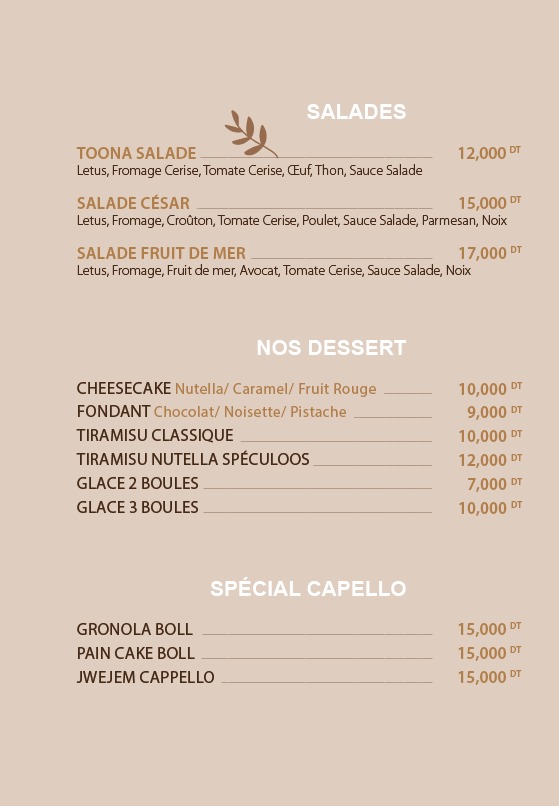 SALADES
TOONA SALADE 12,000 DT
Letus, Fromage Cerise, Tomate Cerise, Œuf, Thon, Sauce Salade
SALADE CÉSAR 15,000 DT
Letus, Fromage, Croûton, Tomate Cerise, Poulet, Sauce Salade, Parmesan, Noix
SALADE FRUIT DE MER 17,000 DT
Letus, Fromage, Fruit de mer, Avocat, Tomate Cerise, Sauce Salade, Noix
NOS DESSERT
CHEESECAKE Nutella/ Caramel/ Fruit Rouge 10,000 DT
FONDANT Chocolat/ Noisette/ Pistache 9,000 DT
TIRAMISU CLASSIQUE 10,000 DT
TIRAMISU NUTELLA SPÉCULOOS 12,000 DT
GLACE 2 BOULES 7,000 DT
GLACE 3 BOULES 10,000 DT
SPÉCIAL CAPELLO
GRONOLA BOLL 15,000 DT
PAIN CAKE BOLL 15,000 DT
JWEJEM CAPPELLO 15,000 DT